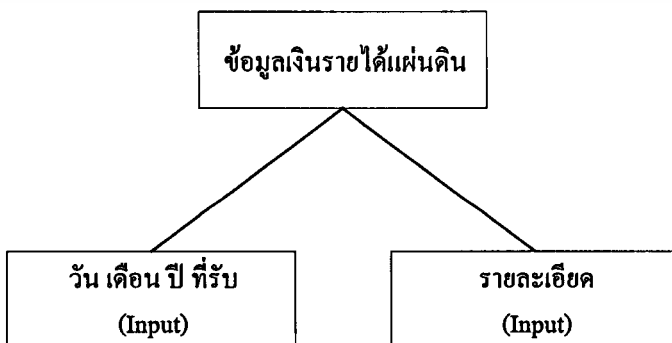 ข้อมูลเงินรายได้แผ่นดิน
วัน เดือน ปี ที่รับ
(Input)
รายละเอียด
(Input)